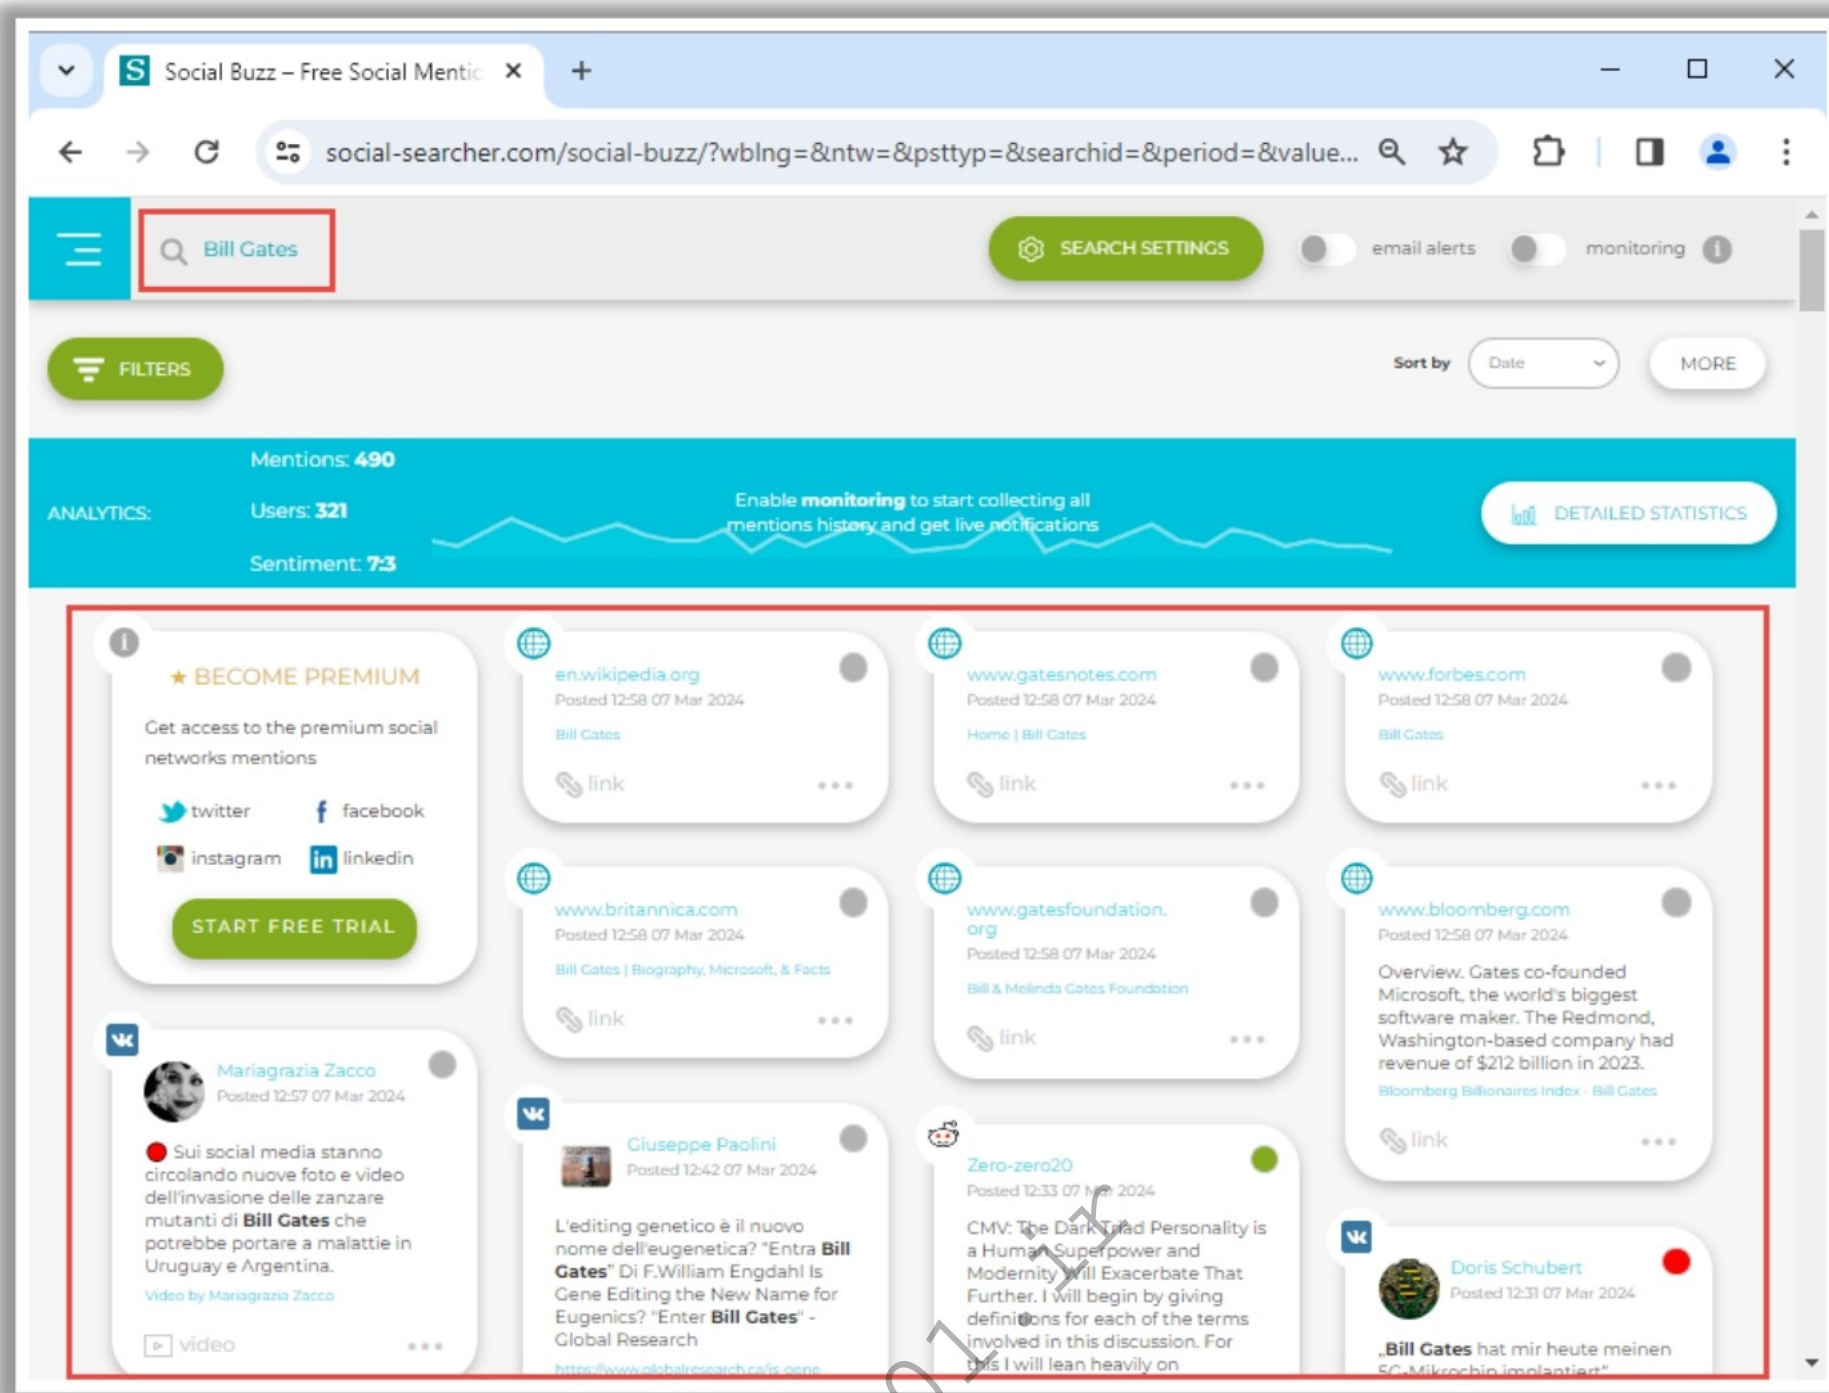 Social Buzz – Free Social Mentic
social-searcher.com/social-buzz/?wblng=&ntw=&psttyp=&searchid=&period=&value...
Bill Gates
SEARCH SETTINGS
email alerts
monitoring
FILTERS
Sort by
Date
MORE
ANALYTICS:
Mentions: 490
Users: 321
Sentiment: 7:3
Enable monitoring to start collecting all
mentions history and get live notifications
DETAILED STATISTICS
★ BECOME PREMIUM
Get access to the premium social
networks mentions
twitter
facebook
instagram
linkedin
START FREE TRIAL
en.wikipedia.org
Posted 12:58 07 Mar 2024
Bill Gates
link
www.gatesnotes.com
Posted 12:58 07 Mar 2024
Home | Bill Gates
link
www.forbes.com
Posted 12:58 07 Mar 2024
Bill Gates
link
www.britannica.com
Posted 12:58 07 Mar 2024
Bill Gates | Biography, Microsoft, & Facts
link
www.gatesfoundation.
org
Posted 12:58 07 Mar 2024
Bill & Melinda Gates Foundation
link
www.bloomberg.com
Posted 12:58 07 Mar 2024
Overview. Gates co-founded
Microsoft, the world's biggest
software maker. The Redmond,
Washington-based company had
revenue of $212 billion in 2023.
Bloomberg Billionaires Index - Bill Gates
link
Mariagrazia Zacco
Posted 12:57 07 Mar 2024
Sui social media stanno
circolando nuove foto e video
dell'invasione delle zanzare
mutanti di Bill Gates che
potrebbe portare a malattie in
Uruguay e Argentina.
Video by Mariagrazia Zacco
video
Giuseppe Paolini
Posted 12:42 07 Mar 2024
L'editing genetico è il nuovo
nome dell'eugenetica? "Entra Bill
Gates" Di F.William Engdahl Is
Gene Editing the New Name for
Eugenics? "Enter Bill Gates" -
Global Research
https://www.globalresearch.ca/is-gene-
Zero-zero20
Posted 12:33 07 Mar 2024
CMV: The Dark Triad Personality is
a Human Superpower and
Modernity Will Exacerbate That
Further. I will begin by giving
definitions for each of the terms
involved in this discussion. For
this I will lean heavily on
Doris Schubert
Posted 12:31 07 Mar 2024
„Bill Gates hat mir heute meinen
5G-Mikrochip implantiert"